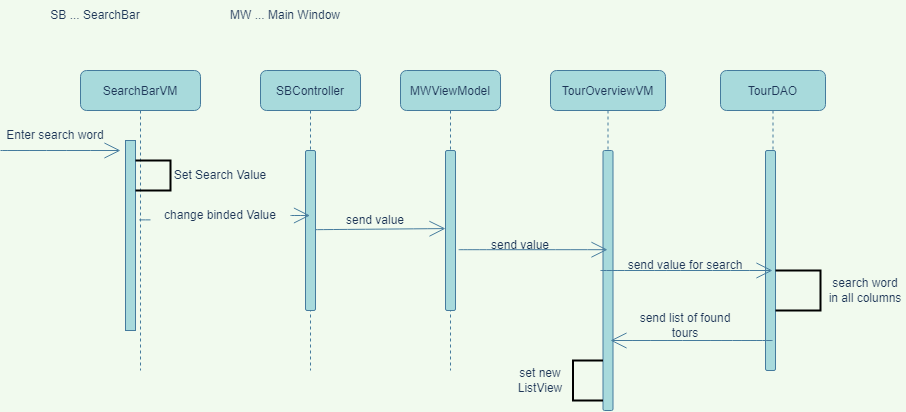 SB ... SearchBar
MW ... Main Window
SearchBarVM
SBController
MWViewModel
TourOverviewVM
TourDAO
Enter search word
Set Search Value
change binded Value
send value
send value
send value for search
search word
in all columns
send list of found
tours
set new
ListView